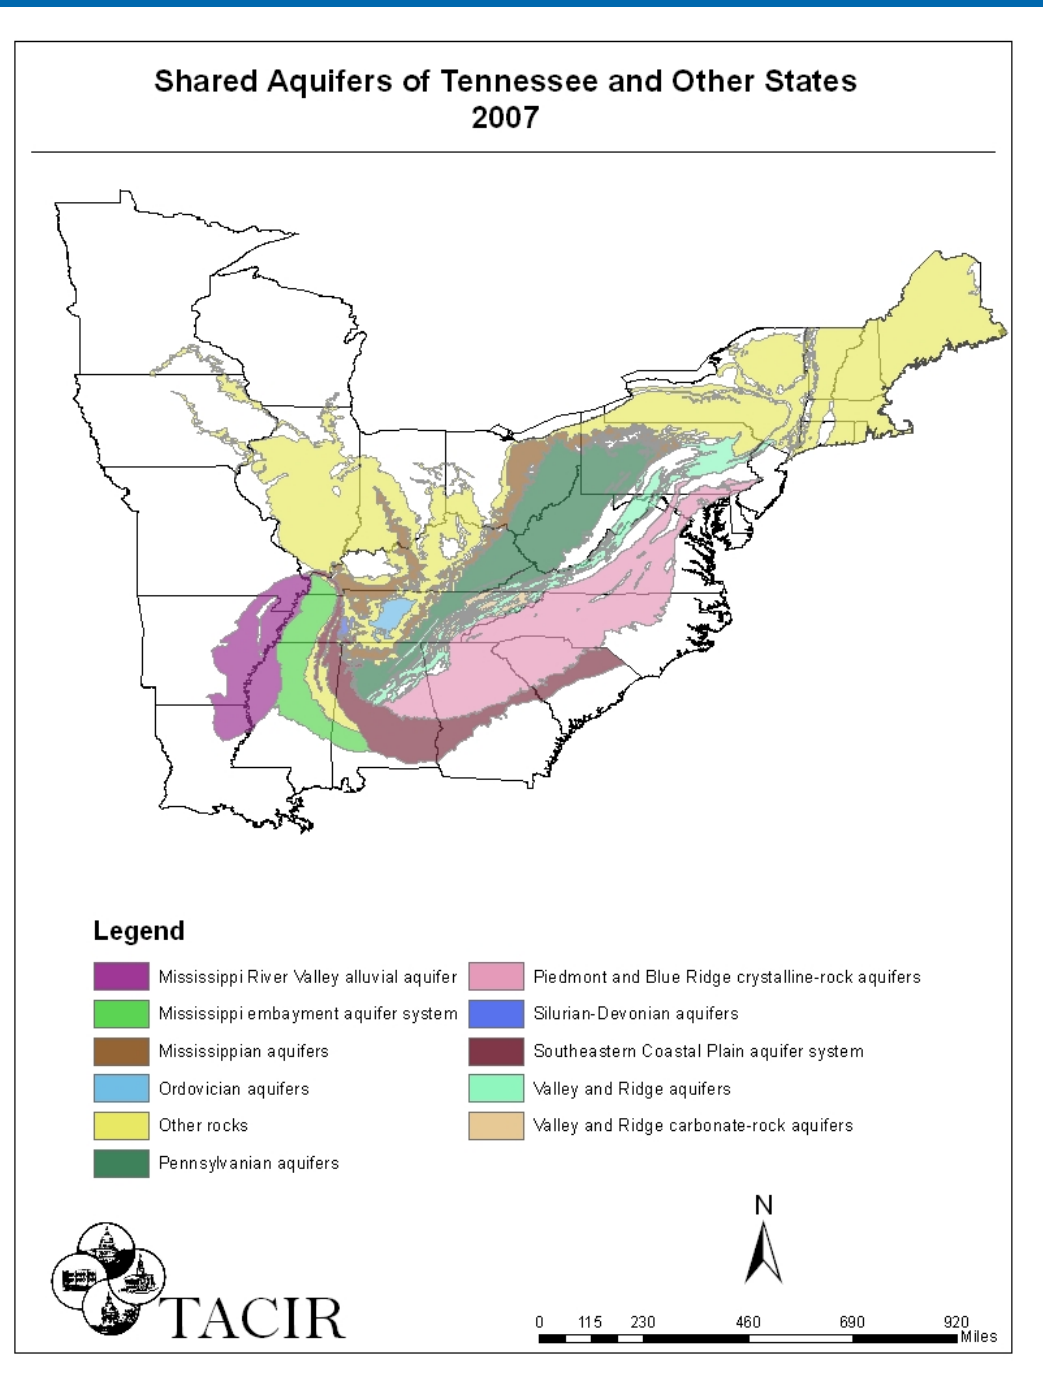 Shared Aquifers of Tennessee and Other States
2007
Legend
Mississippi River Valley alluvial aquifer
Mississippi embayment aquifer system
Mississippian aquifers
Ordovician aquifers
Other rocks
Pennsylvanian aquifers
Piedmont and Blue Ridge crystalline-rock aquifers
Silurian-Devonian aquifers
Southeastern Coastal Plain aquifer system
Valley and Ridge aquifers
Valley and Ridge carbonate-rock aquifers
TACIR
N
0 115 230 460 690 920
Miles